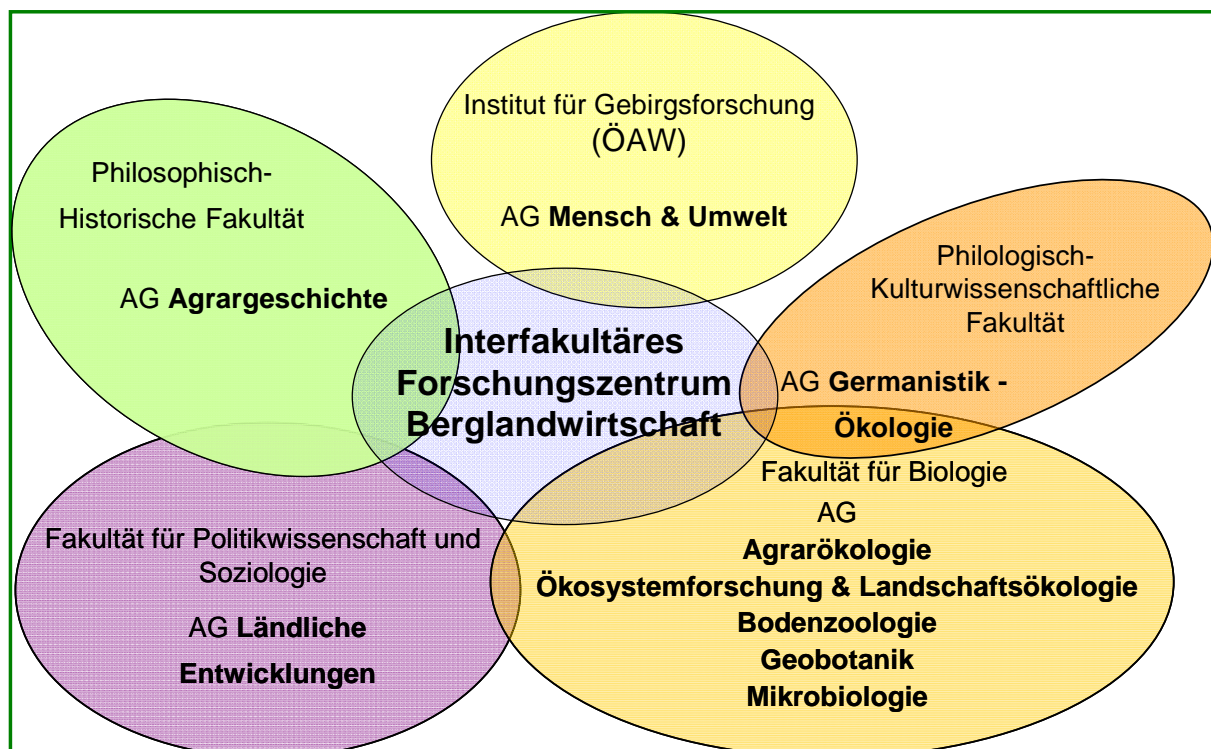 Institut für Gebirgsforschung
(ÖAW)
AG Mensch & Umwelt
Philosophisch-
Historische Fakultät
AG Agrargeschichte
Philologisch-
Kulturwissenschaftliche
Fakultät
AG Germanistik -
Ökologie
Interfakultäres
Forschungszentrum
Berglandwirtschaft
Fakultät für Politikwissenschaft und
Soziologie
AG Ländliche
Entwicklungen
Fakultät für Biologie
AG
Agrarökologie
Ökosystemforschung & Landschaftsökologie
Bodenzoologie
Geobotanik
Mikrobiologie